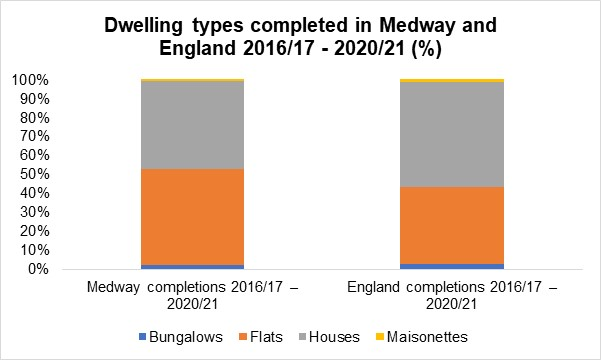 Dwelling types completed in Medway and
England 2016/17 - 2020/21 (%)
100%
90%
80%
70%
60%
50%
40%
30%
20%
10%
0%
Medway completions 2016/17 –
2020/21
England completions 2016/17 –
2020/21
Bungalows Flats Houses Maisonettes